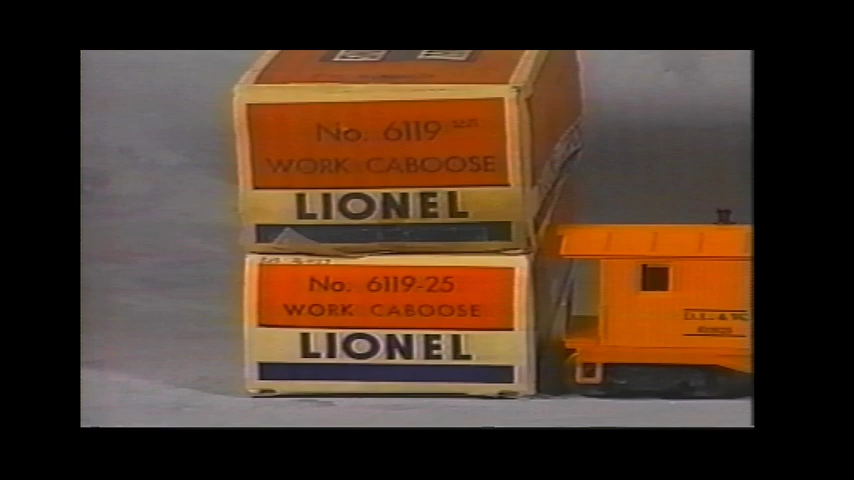 No. 6119
WORK CABOOSE
LIONEL
No. 6119-25
WORK CABOOSE
LIONEL
D.L. & W.